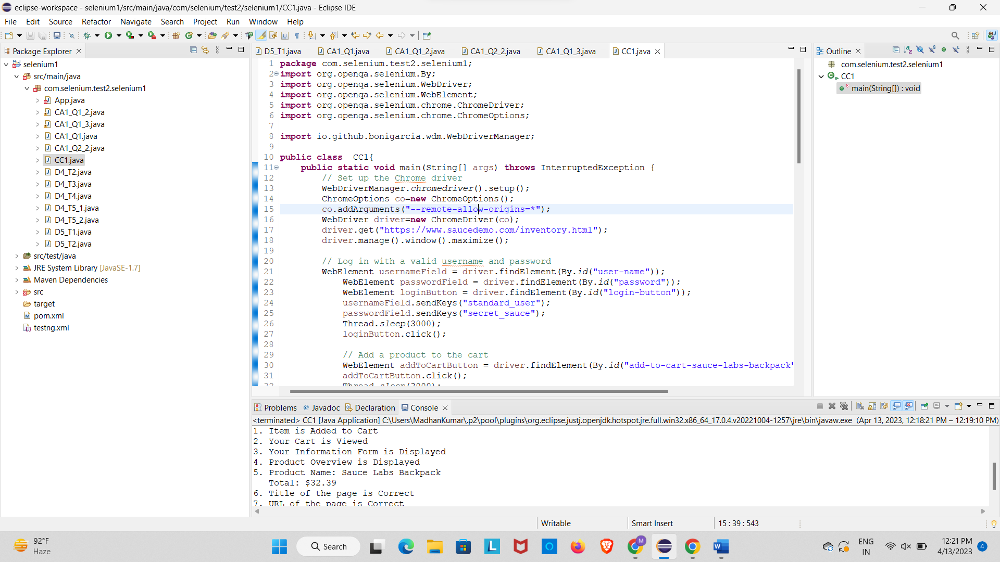 eclipse-workspace - selenium1/src/main/java/com/selenium/test2/selenium1/CC1.java - Eclipse IDE
File Edit Source Refactor Navigate Search Project Run Window Help
Package Explorer
selenium1
src/main/java
com.selenium.test2.selenium1
App.java
CA1_Q1_2.java
CA1_Q1_3.java
CA1_Q1.java
CA1_Q2_2.java
CC1.java
D4_T2.java
D4_T3.java
D4_T4.java
D4_T5_1.java
D4_T5_2.java
D5_T1.java
D5_T2.java
src/test/java
JRE System Library [JavaSE-1.7]
Maven Dependencies
src
target
pom.xml
testng.xml
D5_T1.java CA1_Q1.java CA1_Q1_2.java CA1_Q2_2.java CA1_Q1_3.java CC1.java
1 package com.selenium.test2.selenium1;
2 import org.openqa.selenium.By;
3 import org.openqa.selenium.WebDriver;
4 import org.openqa.selenium.WebElement;
5 import org.openqa.selenium.chrome.ChromeDriver;
6 import org.openqa.selenium.chrome.ChromeOptions;
7
8 import io.github.bonigarcia.wdm.WebDriverManager;
9
10 public class  CC1{
11     public static void main(String[] args) throws InterruptedException {
12         // Set up the Chrome driver
13         WebDriverManager.chromedriver().setup();
14         ChromeOptions co=new ChromeOptions();
15         co.addArguments("--remote-allow-origins=*");
16         WebDriver driver=new ChromeDriver(co);
17         driver.get("https://www.saucedemo.com/inventory.html");
18         driver.manage().window().maximize();
19
20         // Log in with a valid username and password
21         WebElement usernameField = driver.findElement(By.id("user-name"));
22             WebElement passwordField = driver.findElement(By.id("password"));
23             WebElement loginButton = driver.findElement(By.id("login-button"));
24             usernameField.sendKeys("standard_user");
25             passwordField.sendKeys("secret_sauce");
26             Thread.sleep(3000);
27             loginButton.click();
28
29             // Add a product to the cart
30             WebElement addToCartButton = driver.findElement(By.id("add-to-cart-sauce-labs-backpack"
31             addToCartButton.click();
32             Thread.sleep(3000);
Outline
com.selenium.test2.selenium1
CC1
main(String[]) : void
Problems Javadoc Declaration Console
<terminated> CC1 [Java Application] C:\Users\MadhanKumar\.p2\pool\plugins\org.eclipse.justj.openjdk.hotspot.jre.full.win32.x86_64_17.0.4.v20221004-1257\jre\bin\javaw.exe (Apr 13, 2023, 12:18:21 PM – 12:19:10 PM)
1. Item is Added to Cart
2. Your Cart is Viewed
3. Your Information Form is Displayed
4. Product Overview is Displayed
5. Product Name: Sauce Labs Backpack
Total: $32.39
6. Title of the page is Correct
7. URL of the page is Correct
Writable Smart Insert 15 : 39 : 543
92°F
Haze
Search
ENG
IN
12:21 PM
4/13/2023
4